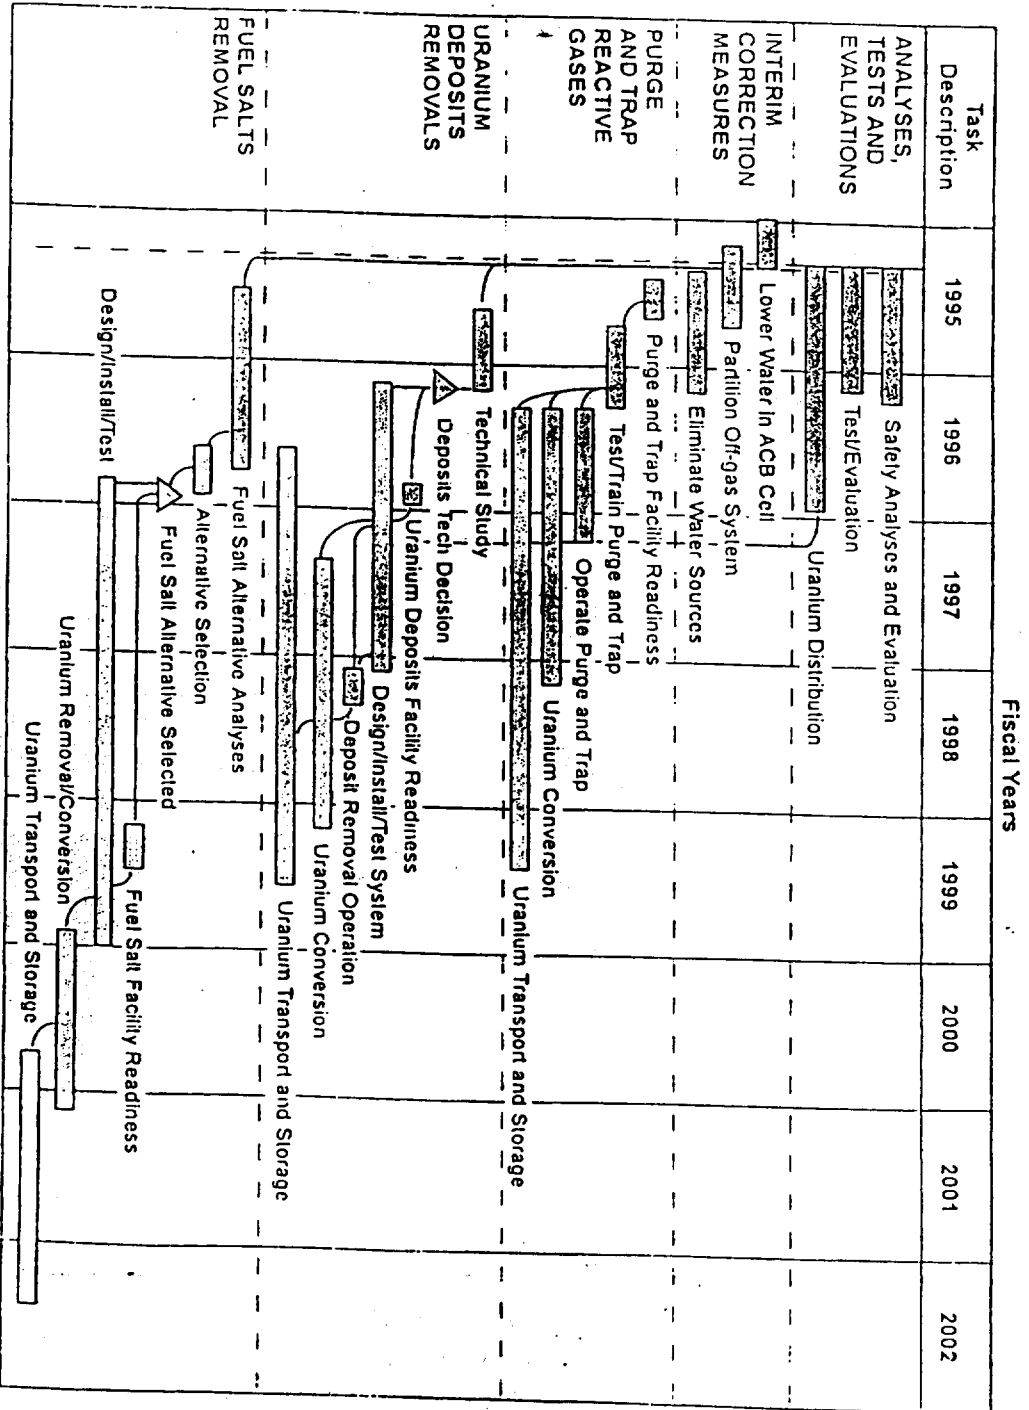 Fiscal Years
Task
Description
1995
1996
1997
1998
1999
2000
2001
2002
ANALYSES,
TESTS AND
EVALUATIONS
Safety Analyses and Evaluation
Test/Evaluation
Uranium Distribution
INTERIM
CORRECTION
MEASURES
Lower Water in ACB Cell
Partition Off-gas System
Eliminate Water Sources
PURGE
AND TRAP
REACTIVE
GASES
Purge and Trap Facility Readiness
Test/Train Purge and Trap
Operate Purge and Trap
Uranium Conversion
Uranium Transport and Storage
URANIUM
DEPOSITS
REMOVALS
Technical Study
Deposits Tech Decision
Uranium Deposits Facility Readiness
Design/Install/Test System
Deposit Removal Operation
Uranium Conversion
Uranium Transport and Storage
FUEL SALTS
REMOVAL
Fuel Salt Alternative Analyses
Alternative Selection
Fuel Salt Alternative Selected
Fuel Salt Facility Readiness
Design/Install/Test
Uranium Removal/Conversion
Uranium Transport and Storage